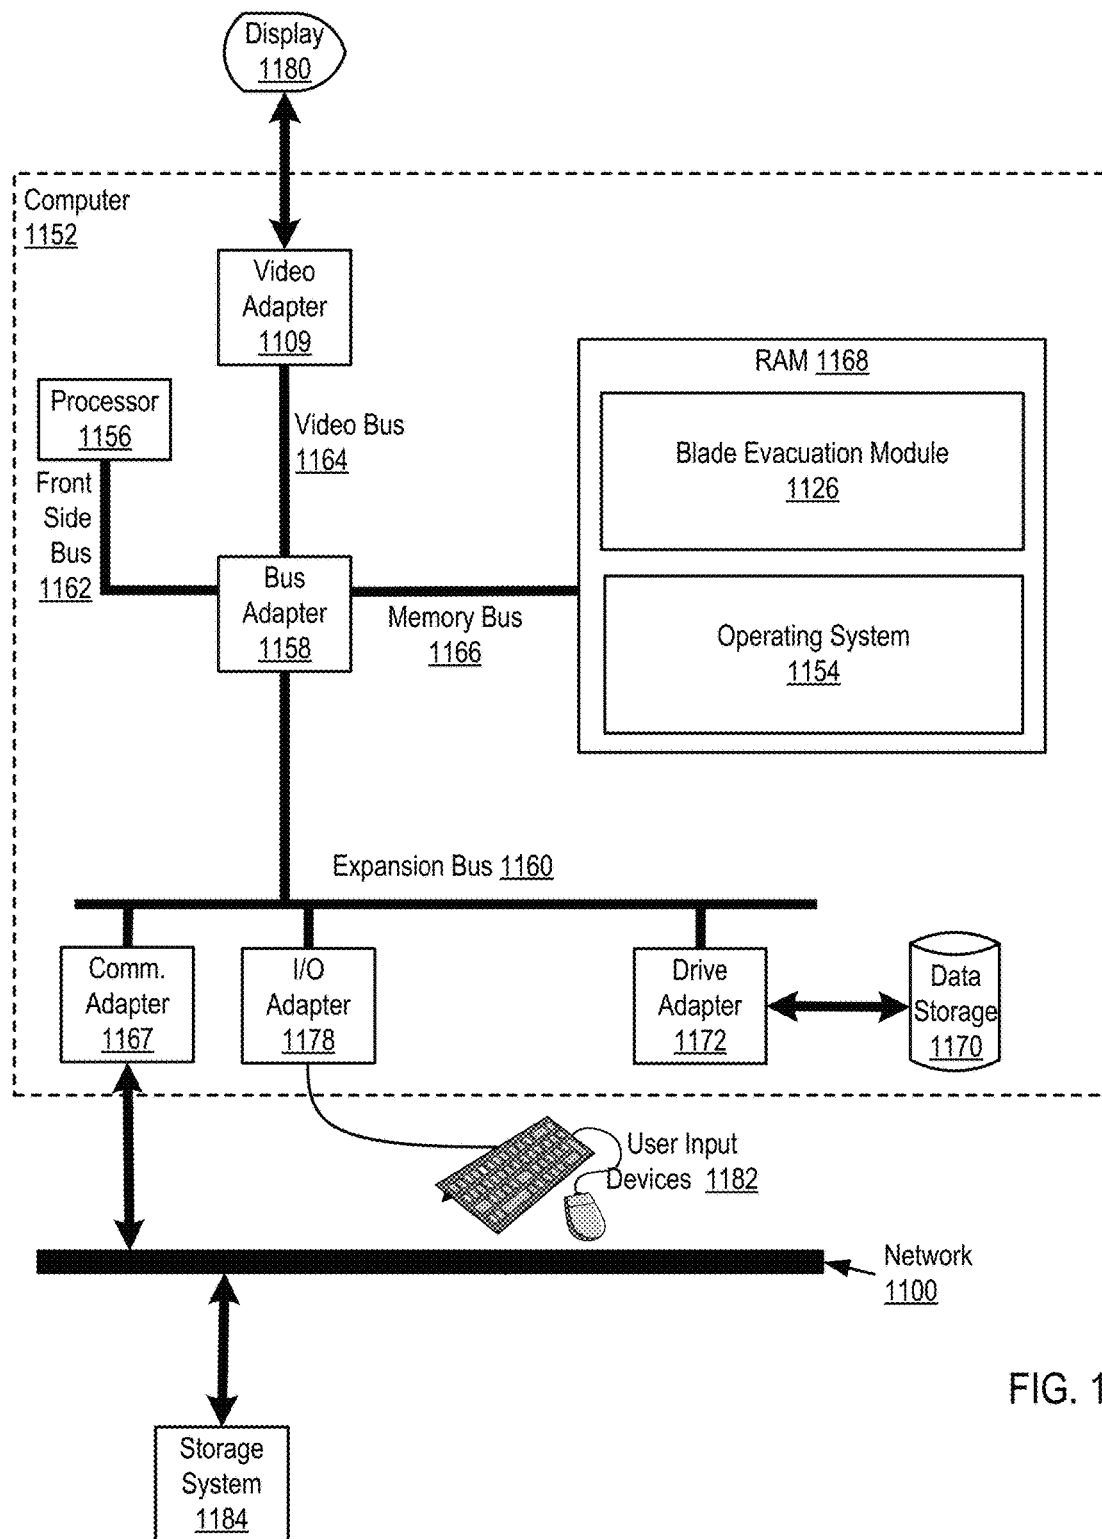 Display
1180
Computer
1152
Video
Adapter
1109
RAM 1168
Processor
1156
Video Bus
1164
Blade Evacuation Module
1126
Front
Side
Bus
1162
Bus
Adapter
1158
Memory Bus
1166
Operating System
1154
Expansion Bus 1160
Comm.
Adapter
1167
I/O
Adapter
1178
Drive
Adapter
1172
Data
Storage
1170
User Input
Devices 1182
Network
1100
FIG. 1
Storage
System
1184